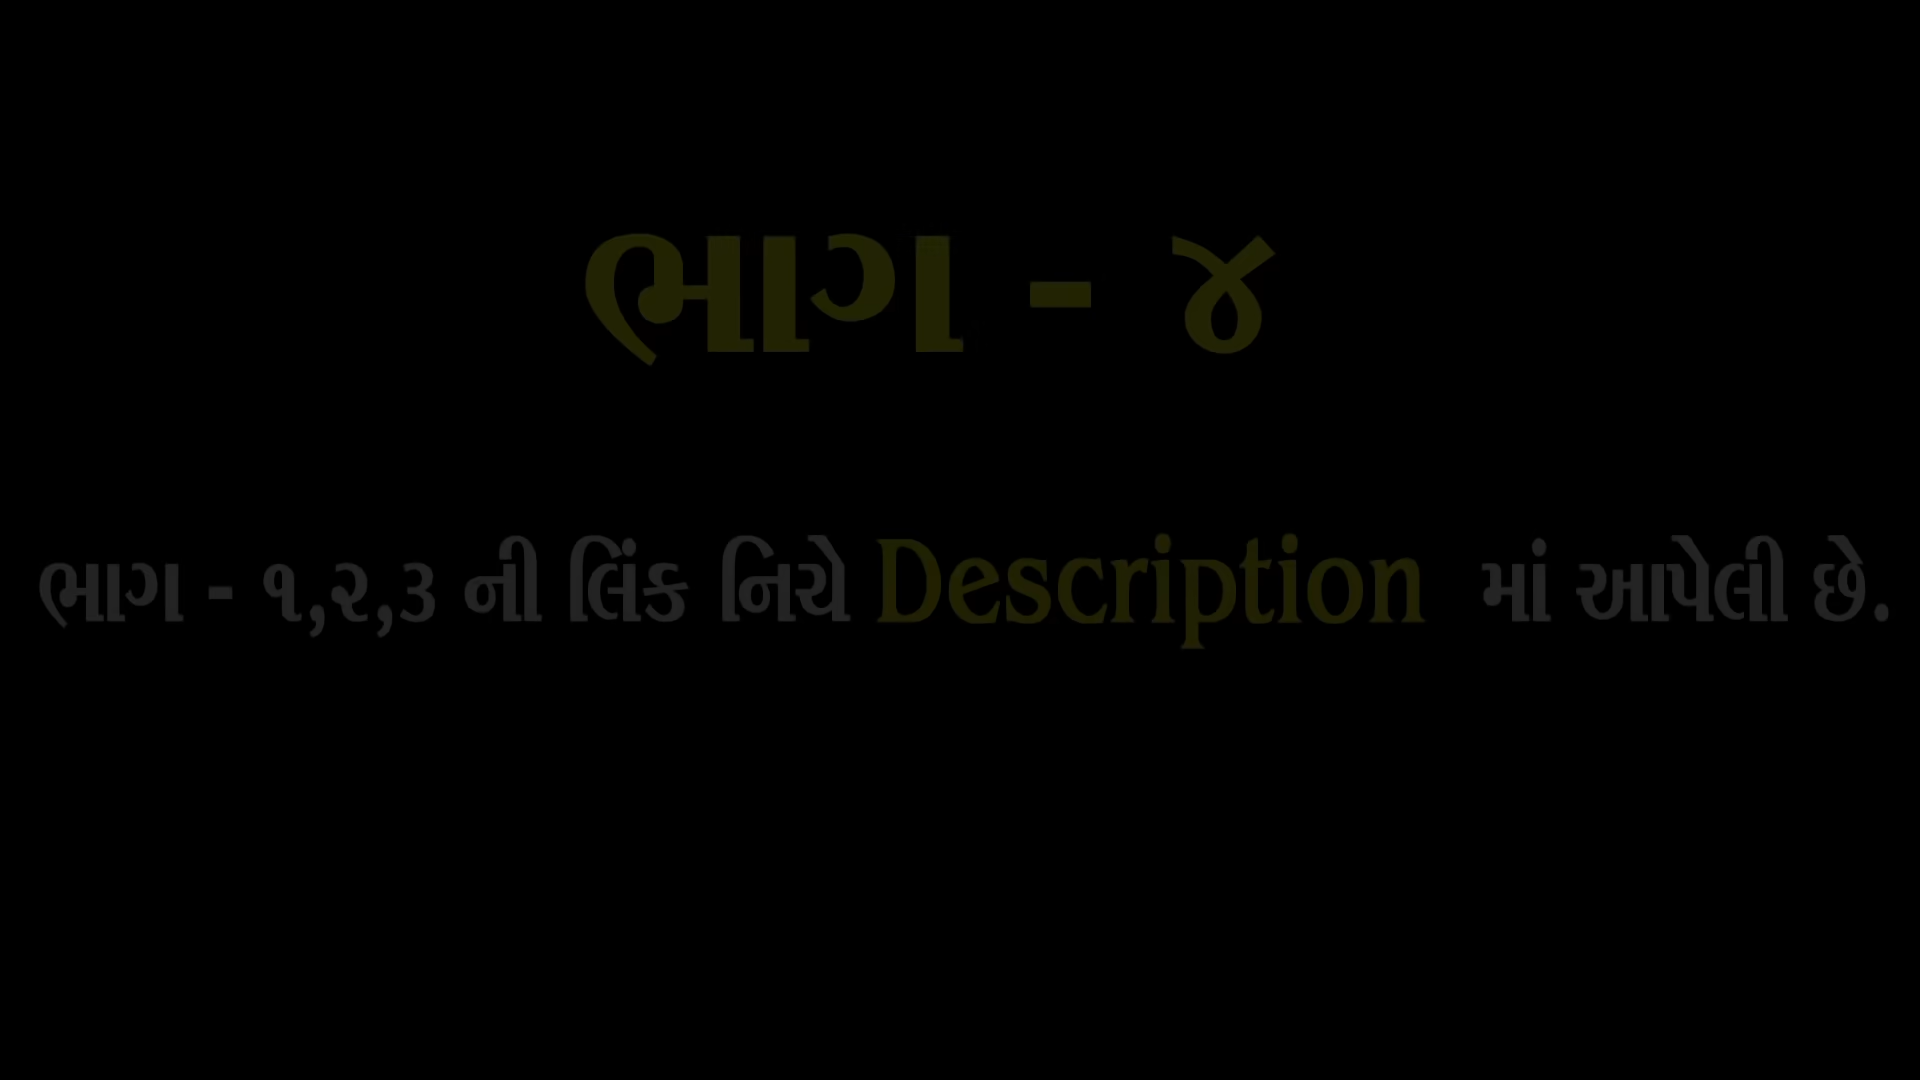 ભાગ - ૪
ભાગ - ૧,૨,૩ ની લિંક નિચે Description માં આપેલી છે.